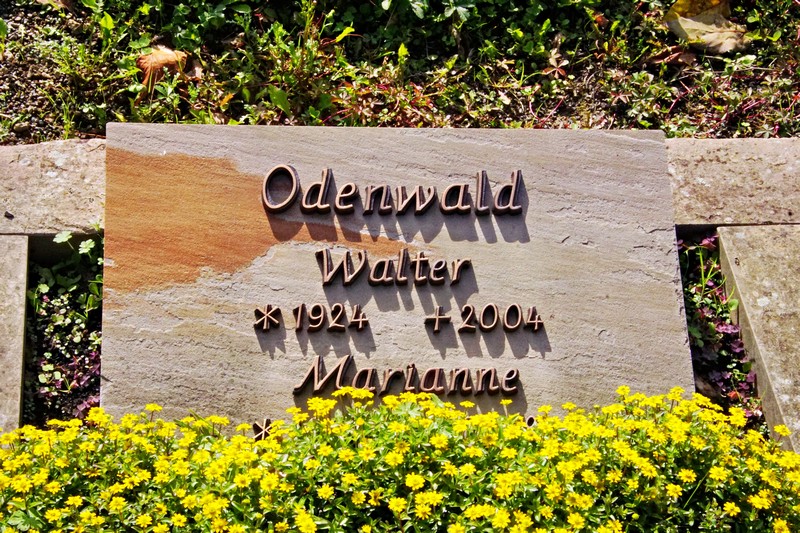 Odenwald
Walter
* 1924 + 2004
Marianne
*